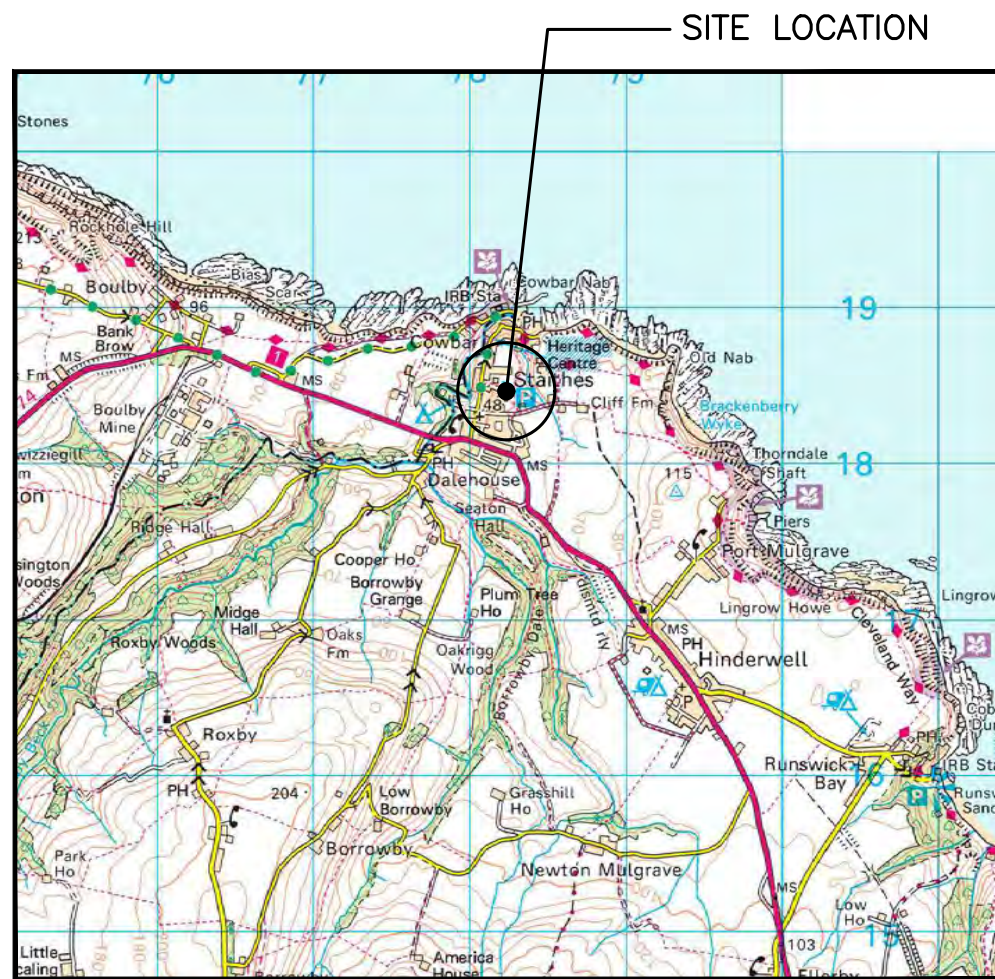 SITE LOCATION
76 77 78 79
Stones
Rockhole Hill
213
Boulby
Bias
Scar
IRB Sta
Cowbar Nab
96
Bank
Brow
PH
19
Cowbar
Heritage
Centre
Old Nab
MS
1
MS
Staithes
Fm
74
Boulby
Mine
48
P
Cliff Fm
Brackenberry
Wyke
Thorndale
Shaft
18
PH
MS
115
Dalehouse
Ridge Hall
Seaton
Hall
Piers
Port Mulgrave
Cooper Ho
Borrowby
Grange
Plum Tree
Ho
dismtd rly
Lingrow Howe
Lingrow
Midge
Hall
Roxby Woods
Oaks
Fm
Oakrigg
Wood
Borrowby Dale
MS
PH
Hinderwell
P
17
Cleveland Way
Roxby
PH
204
Low
Borrowby
Grasshill
Ho
Runswick
Bay
16
PH
IRB Sta
P
Borrowby
Newton Mulgrave
Park
Ho
MS
Low
Ho
15
103
Little
America
House
Ellerby